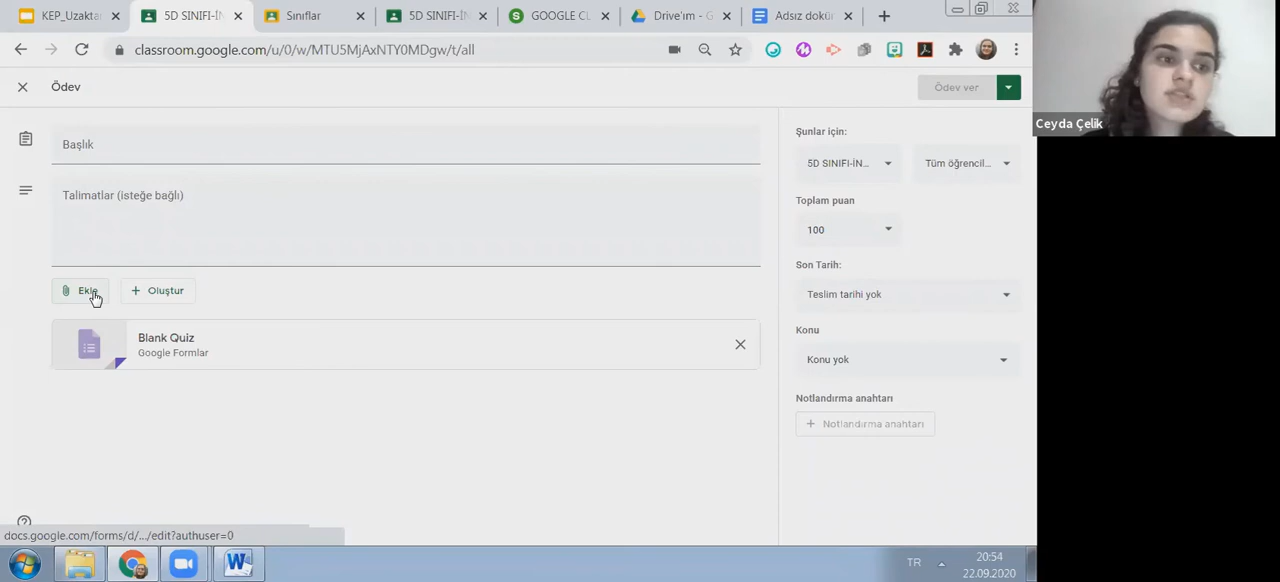 KEP_Uzakta
5D SINIFI-İN
Sınıflar
5D SINIFI-İN
GOOGLE CL
Drive'ım - G
Adsız dokü
classroom.google.com/u/0/w/MTU5MjAxNTY0MDgw/t/all
Ödev
Ödev ver
Ceyda Çelik
Başlık
Şunlar için:
5D SINIFI-İN...
Tüm öğrencil...
Talimatlar (isteğe bağlı)
Toplam puan
100
Son Tarih:
Teslim tarihi yok
Ekle
Oluştur
Konu
Konu yok
Blank Quiz
Google Formlar
Notlandırma anahtarı
Notlandırma anahtarı
docs.google.com/forms/d/.../edit?authuser=0
TR
20:54
22.09.2020